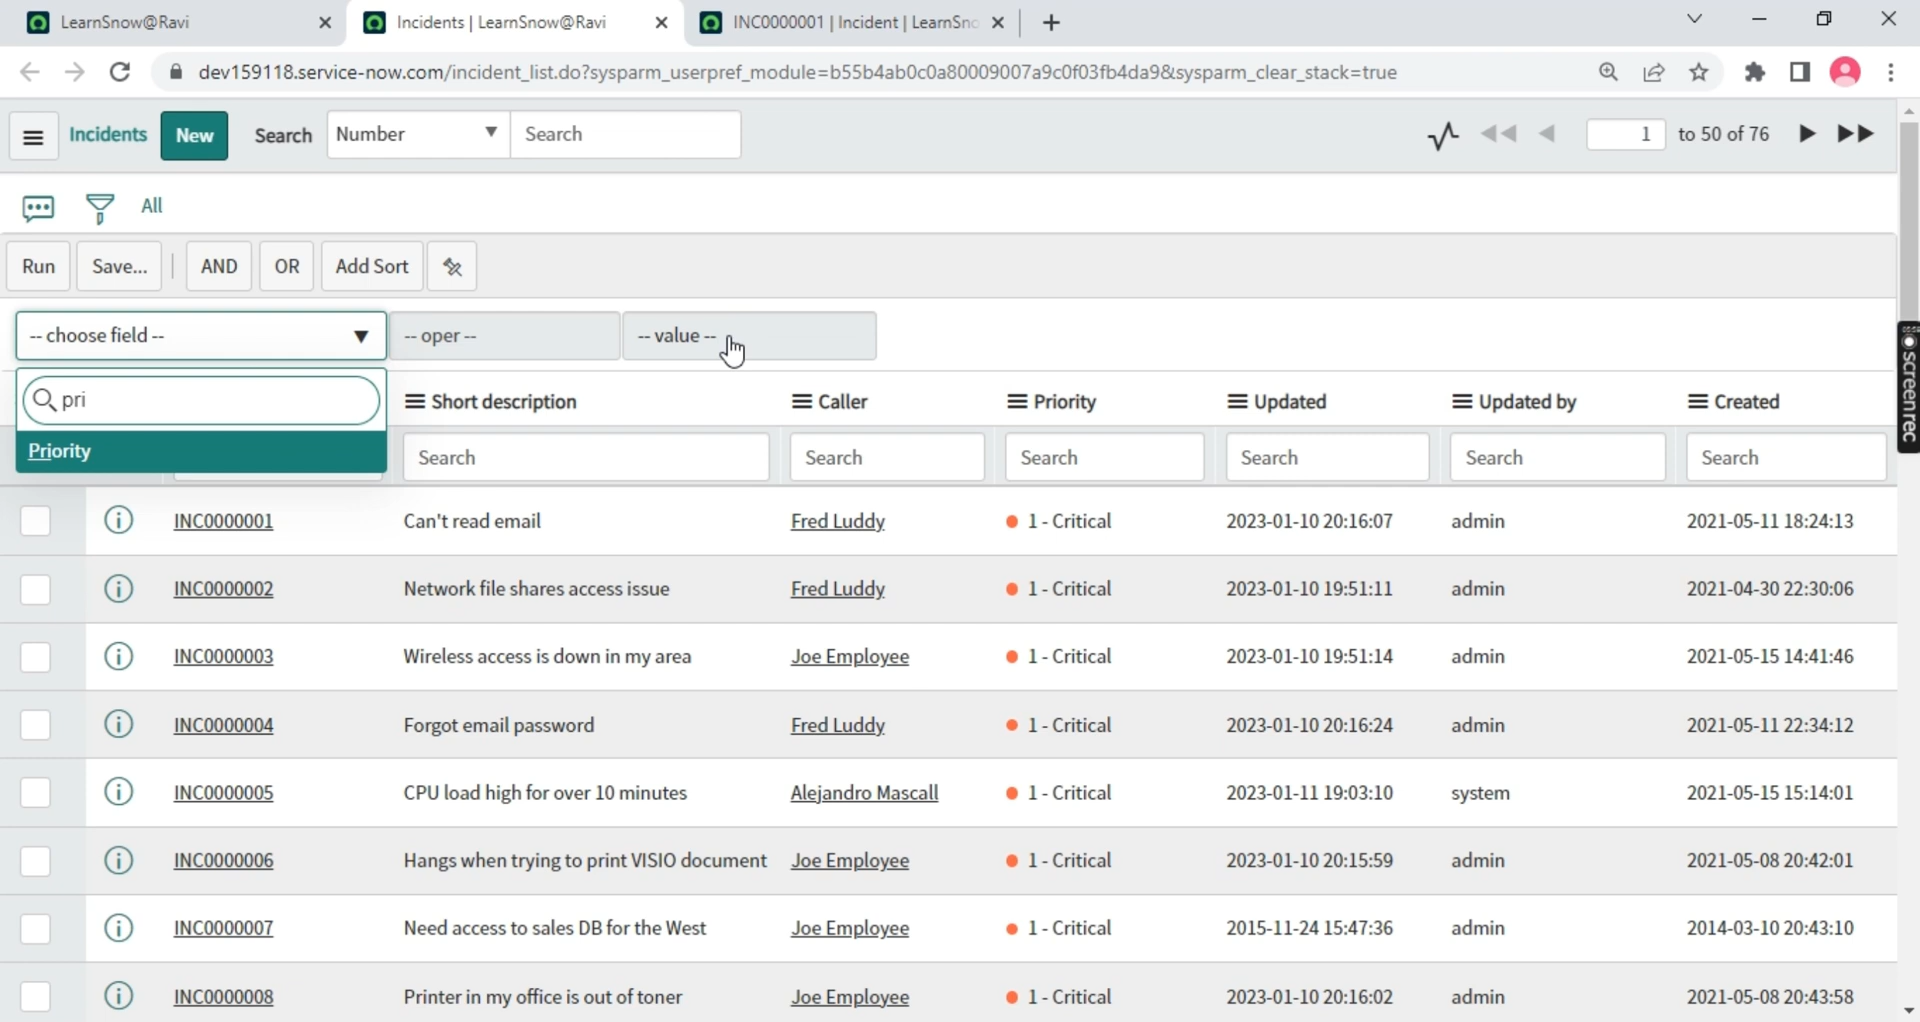 LearnSnow@Ravi
Incidents | LearnSnow@Ravi
INC0000001 | Incident | LearnSno
dev159118.service-now.com/incident_list.do?sysparm_userpref_module=b55b4ab0c0a80009007a9c0f03fb4da9&sysparm_clear_stack=true
Incidents New Search Number Search 1 to 50 of 76
All
Run Save... AND OR Add Sort
-- choose field -- -- oper -- -- value --
pri
Priority
Short description Caller Priority Updated Updated by Created
Search Search Search Search Search Search
INC0000001 Can't read email Fred Luddy 1 - Critical 2023-01-10 20:16:07 admin 2021-05-11 18:24:13
INC0000002 Network file shares access issue Fred Luddy 1 - Critical 2023-01-10 19:51:11 admin 2021-04-30 22:30:06
INC0000003 Wireless access is down in my area Joe Employee 1 - Critical 2023-01-10 19:51:14 admin 2021-05-15 14:41:46
INC0000004 Forgot email password Fred Luddy 1 - Critical 2023-01-10 20:16:24 admin 2021-05-11 22:34:12
INC0000005 CPU load high for over 10 minutes Alejandro Mascall 1 - Critical 2023-01-11 19:03:10 system 2021-05-15 15:14:01
INC0000006 Hangs when trying to print VISIO document Joe Employee 1 - Critical 2023-01-10 20:15:59 admin 2021-05-08 20:42:01
INC0000007 Need access to sales DB for the West Joe Employee 1 - Critical 2015-11-24 15:47:36 admin 2014-03-10 20:43:10
INC0000008 Printer in my office is out of toner Joe Employee 1 - Critical 2023-01-10 20:16:02 admin 2021-05-08 20:43:58
screenrec